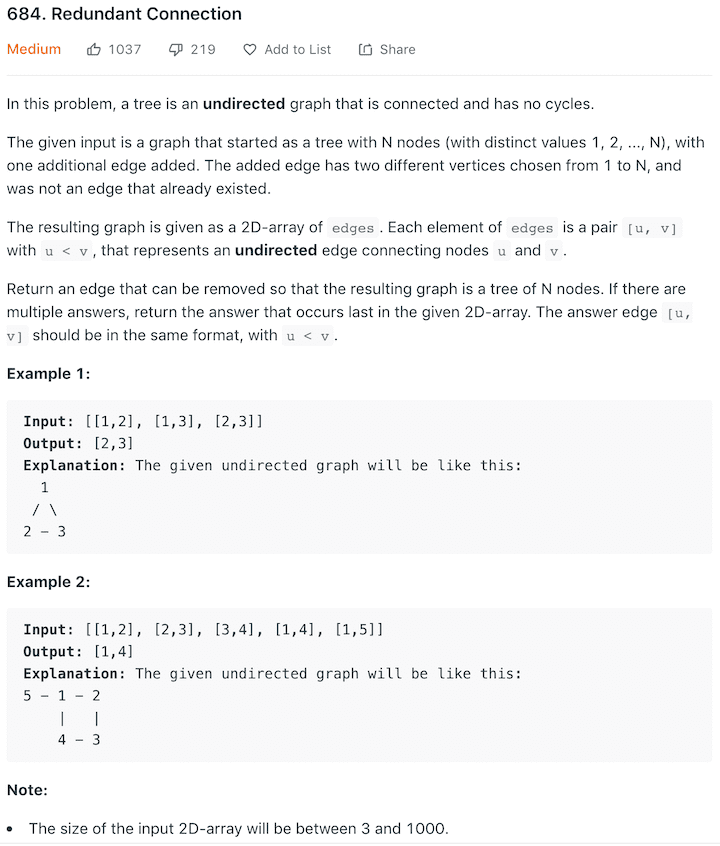 684. Redundant Connection
Medium 1037 219 Add to List Share
In this problem, a tree is an undirected graph that is connected and has no cycles.
The given input is a graph that started as a tree with N nodes (with distinct values 1, 2, ..., N), with
one additional edge added. The added edge has two different vertices chosen from 1 to N, and
was not an edge that already existed.
The resulting graph is given as a 2D-array of edges . Each element of edges is a pair [u, v]
with u < v , that represents an undirected edge connecting nodes u and v .
Return an edge that can be removed so that the resulting graph is a tree of N nodes. If there are
multiple answers, return the answer that occurs last in the given 2D-array. The answer edge [u,
v] should be in the same format, with u < v .
Example 1:
Input: [[1,2], [1,3], [2,3]]
Output: [2,3]
Explanation: The given undirected graph will be like this:
  1
 / \
2 - 3
Example 2:
Input: [[1,2], [2,3], [3,4], [1,4], [1,5]]
Output: [1,4]
Explanation: The given undirected graph will be like this:
5 - 1 - 2
    |   |
    4 - 3
Note:
• The size of the input 2D-array will be between 3 and 1000.